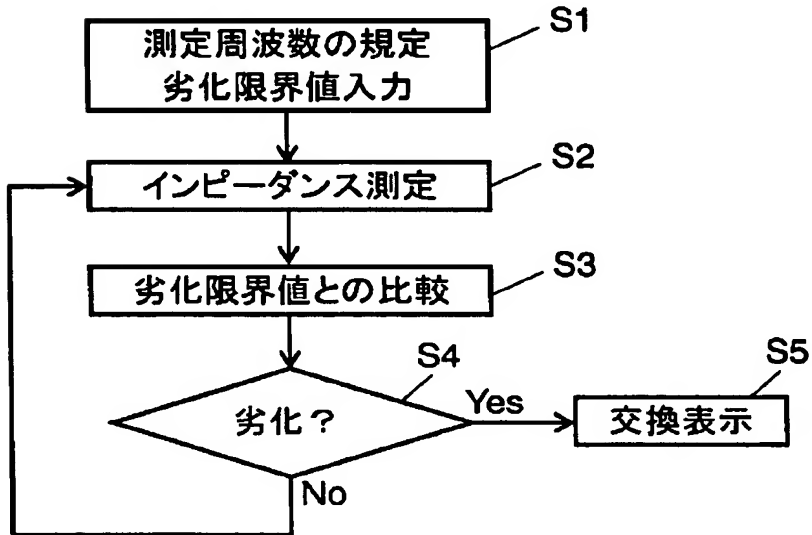 S1
測定周波数の規定
劣化限界値入力
S2
インピーダンス測定
S3
劣化限界値との比較
S4
劣化？
Yes
S5
交換表示
No